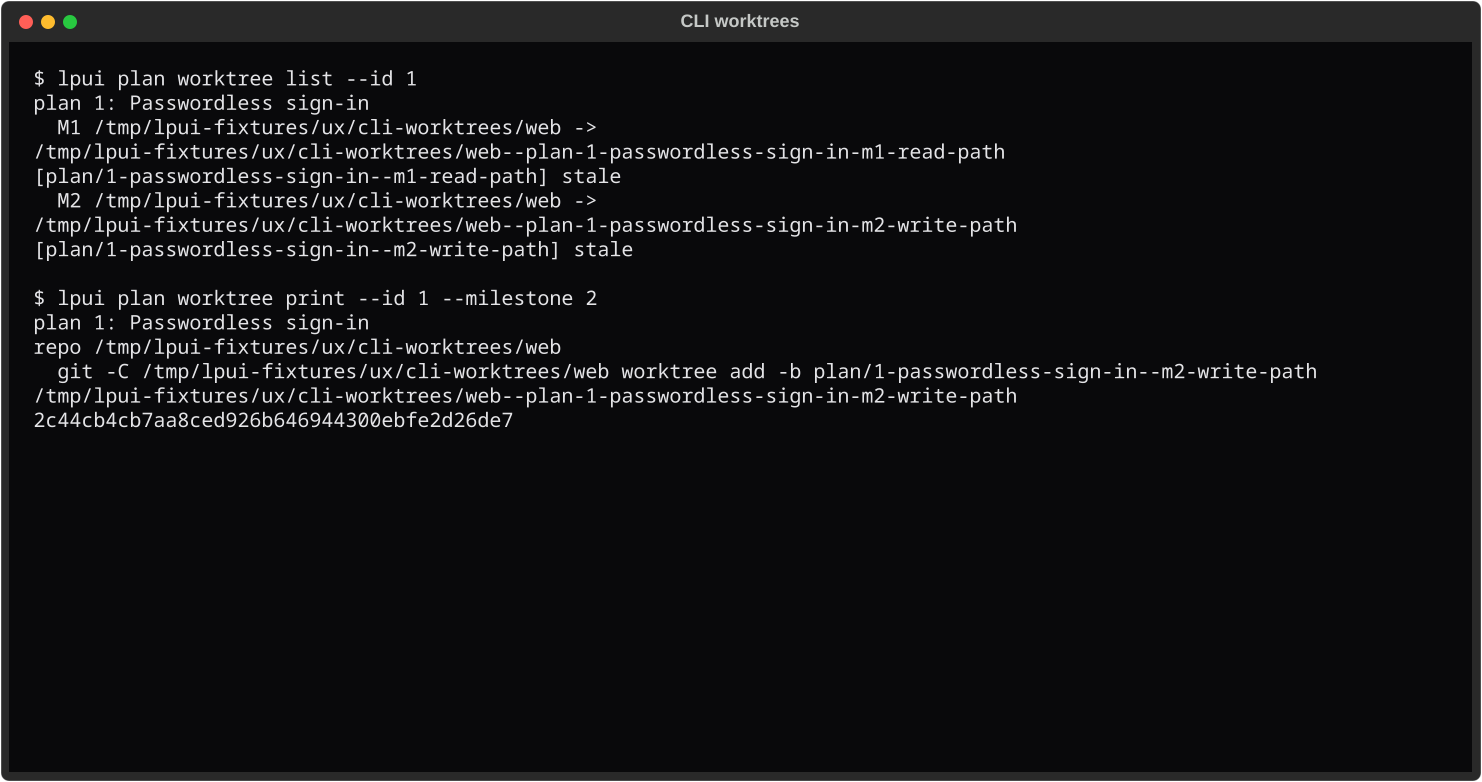 CLI worktrees
$ lpui plan worktree list --id 1
plan 1: Passwordless sign-in
  M1 /tmp/lpui-fixtures/ux/cli-worktrees/web ->
/tmp/lpui-fixtures/ux/cli-worktrees/web--plan-1-passwordless-sign-in-m1-read-path
[plan/1-passwordless-sign-in--m1-read-path] stale
  M2 /tmp/lpui-fixtures/ux/cli-worktrees/web ->
/tmp/lpui-fixtures/ux/cli-worktrees/web--plan-1-passwordless-sign-in-m2-write-path
[plan/1-passwordless-sign-in--m2-write-path] stale

$ lpui plan worktree print --id 1 --milestone 2
plan 1: Passwordless sign-in
repo /tmp/lpui-fixtures/ux/cli-worktrees/web
  git -C /tmp/lpui-fixtures/ux/cli-worktrees/web worktree add -b plan/1-passwordless-sign-in--m2-write-path
/tmp/lpui-fixtures/ux/cli-worktrees/web--plan-1-passwordless-sign-in-m2-write-path
2c44cb4cb7aa8ced926b646944300ebfe2d26de7